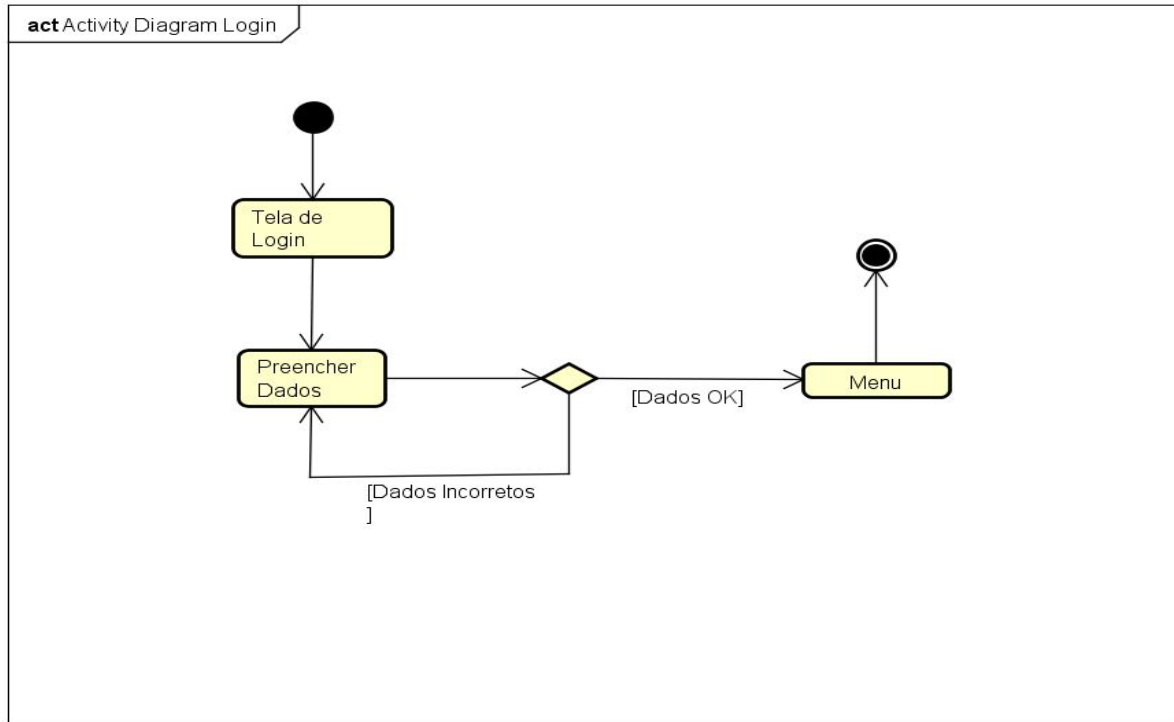 act Activity Diagram Login
Tela de
Login
Preencher
Dados
[Dados OK]
Menu
[Dados Incorretos
]